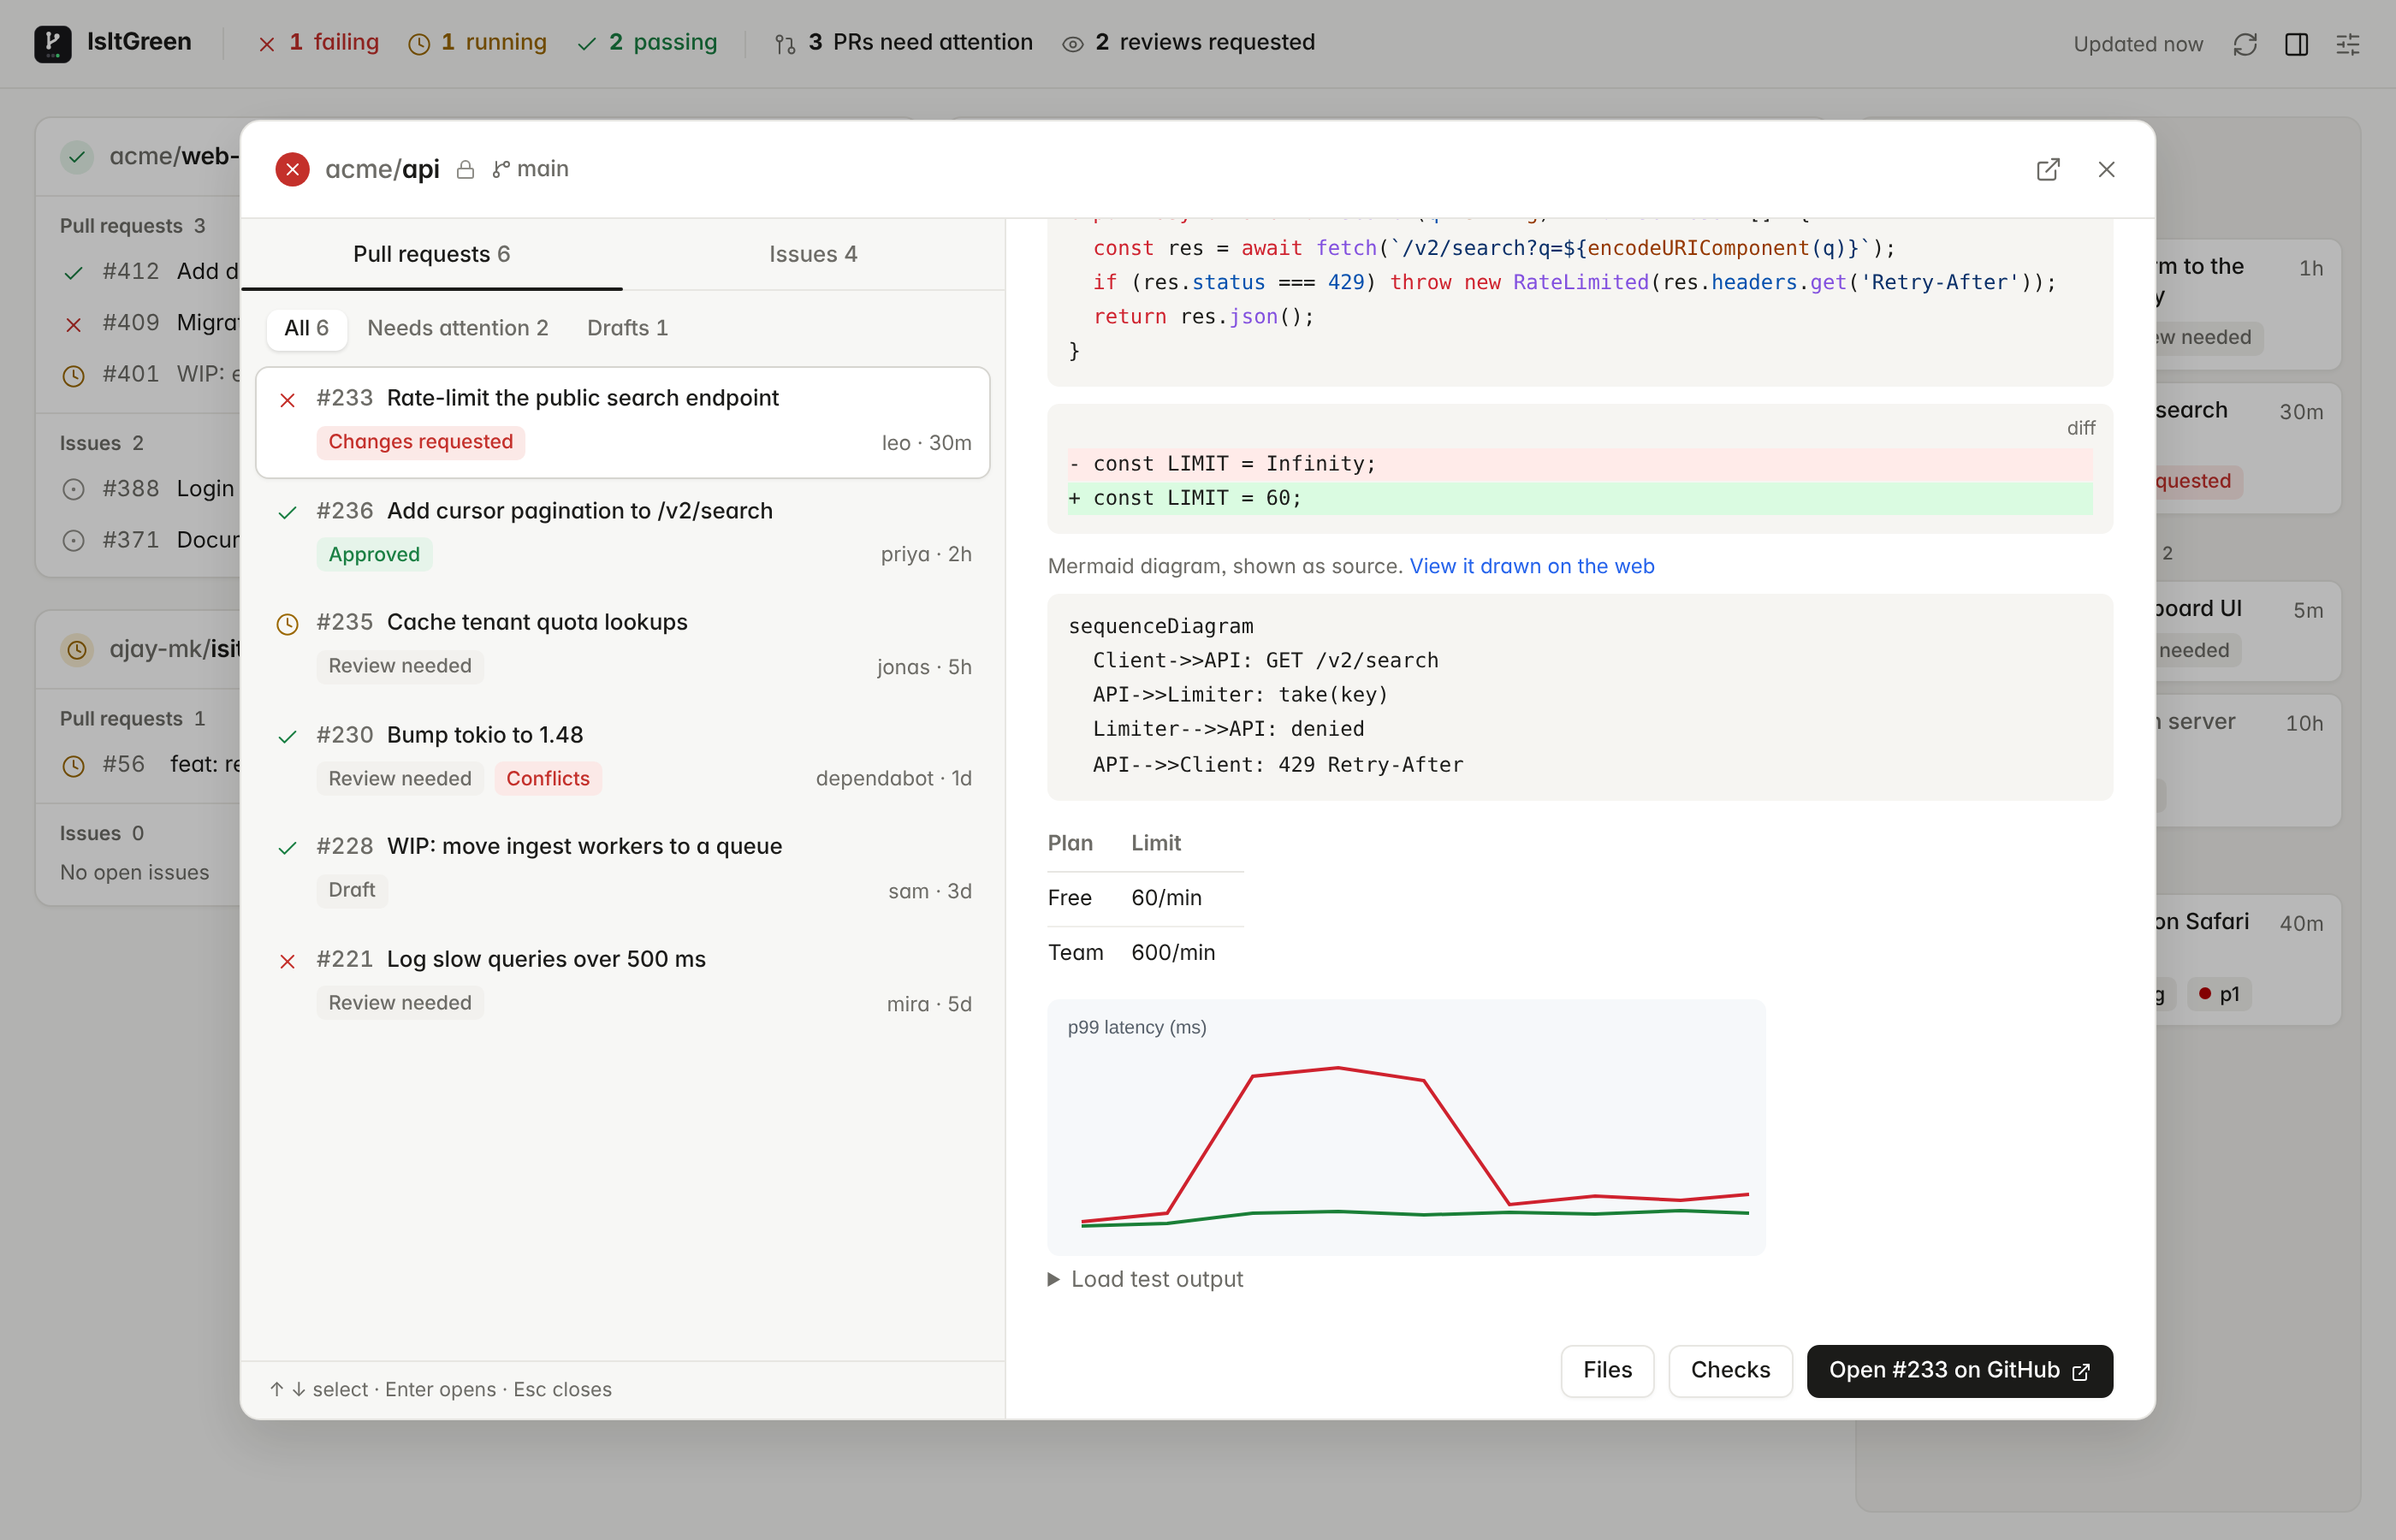 IsItGreen
1 failing
1 running
2 passing
3 PRs need attention
2 reviews requested
Updated now
acme/web-
Pull requests 3
#412 Add d
#409 Migrat
#401 WIP: e
Issues 2
#388 Login
#371 Docur
ajay-mk/isit
Pull requests 1
#56 feat: re
Issues 0
No open issues
acme/api
main
Pull requests 6
Issues 4
All 6
Needs attention 2
Drafts 1
#233 Rate-limit the public search endpoint
Changes requested
leo · 30m
#236 Add cursor pagination to /v2/search
Approved
priya · 2h
#235 Cache tenant quota lookups
Review needed
jonas · 5h
#230 Bump tokio to 1.48
Review needed
Conflicts
dependabot · 1d
#228 WIP: move ingest workers to a queue
Draft
sam · 3d
#221 Log slow queries over 500 ms
Review needed
mira · 5d
↑ ↓ select · Enter opens · Esc closes
const res = await fetch(`/v2/search?q=${encodeURIComponent(q)}`);
if (res.status === 429) throw new RateLimited(res.headers.get('Retry-After'));
return res.json();
}
diff
- const LIMIT = Infinity;
+ const LIMIT = 60;
Mermaid diagram, shown as source. View it drawn on the web
sequenceDiagram
Client->>API: GET /v2/search
API->>Limiter: take(key)
Limiter-->>API: denied
API-->>Client: 429 Retry-After
Plan Limit
Free 60/min
Team 600/min
p99 latency (ms)
Load test output
Files
Checks
Open #233 on GitHub
m to the
1h
y
ew needed
search
30m
quested
2
board UI
5m
needed
server
10h
on Safari
40m
g
p1